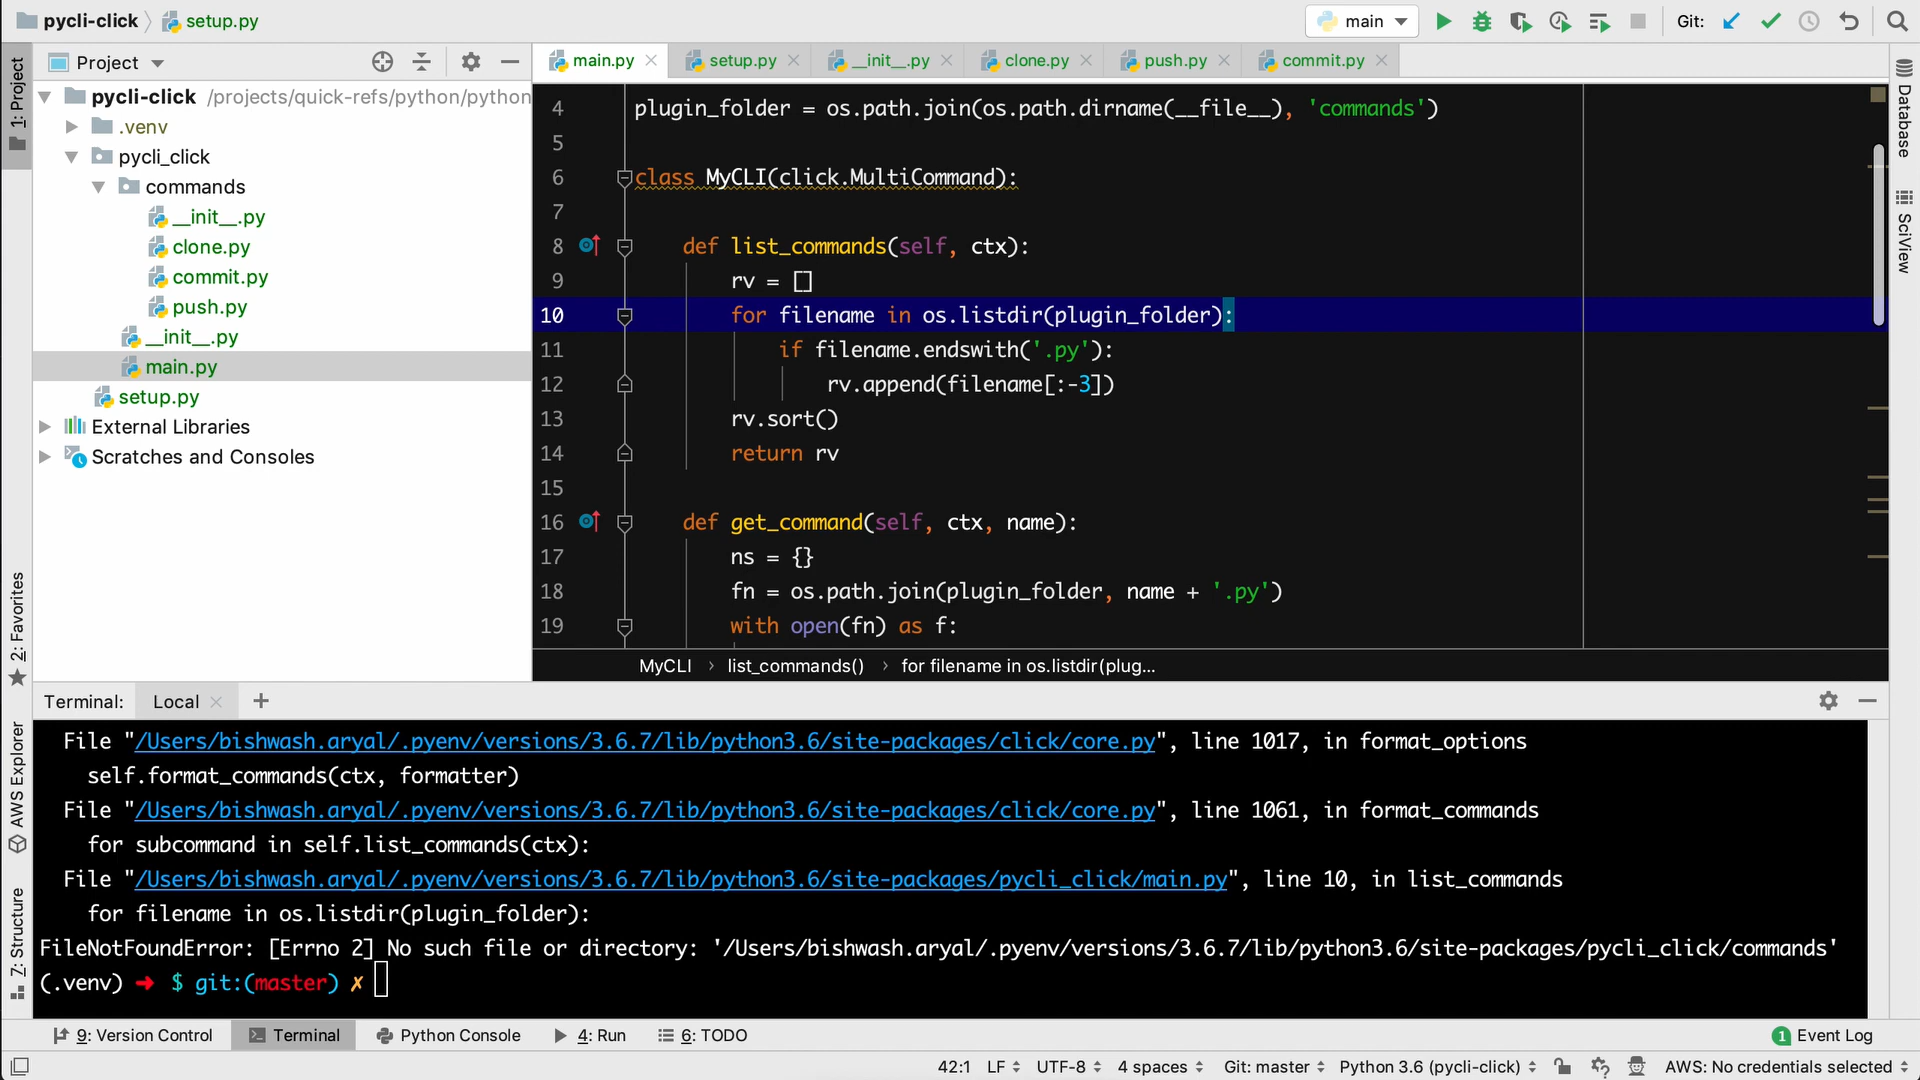 pycli-click setup.py main Git:
1: Project
Project
main.py setup.py __init__.py clone.py push.py commit.py
pycli-click /projects/quick-refs/python/python
.venv
pycli_click
commands
__init__.py
clone.py
commit.py
push.py
__init__.py
main.py
setup.py
External Libraries
Scratches and Consoles
4 plugin_folder = os.path.join(os.path.dirname(__file__), 'commands')
5
6 class MyCLI(click.MultiCommand):
7
8 def list_commands(self, ctx):
9 rv = []
10 for filename in os.listdir(plugin_folder):
11 if filename.endswith('.py'):
12 rv.append(filename[:-3])
13 rv.sort()
14 return rv
15
16 def get_command(self, ctx, name):
17 ns = {}
18 fn = os.path.join(plugin_folder, name + '.py')
19 with open(fn) as f:
MyCLI › list_commands() › for filename in os.listdir(plug...
Database
SciView
2: Favorites
AWS Explorer
7: Structure
Terminal: Local
File "/Users/bishwash.aryal/.pyenv/versions/3.6.7/lib/python3.6/site-packages/click/core.py", line 1017, in format_options
self.format_commands(ctx, formatter)
File "/Users/bishwash.aryal/.pyenv/versions/3.6.7/lib/python3.6/site-packages/click/core.py", line 1061, in format_commands
for subcommand in self.list_commands(ctx):
File "/Users/bishwash.aryal/.pyenv/versions/3.6.7/lib/python3.6/site-packages/pycli_click/main.py", line 10, in list_commands
for filename in os.listdir(plugin_folder):
FileNotFoundError: [Errno 2] No such file or directory: '/Users/bishwash.aryal/.pyenv/versions/3.6.7/lib/python3.6/site-packages/pycli_click/commands'
(.venv) ➜ $ git:(master) ✗
9: Version Control Terminal Python Console 4: Run 6: TODO 1 Event Log
42:1 LF UTF-8 4 spaces Git: master Python 3.6 (pycli-click) AWS: No credentials selected